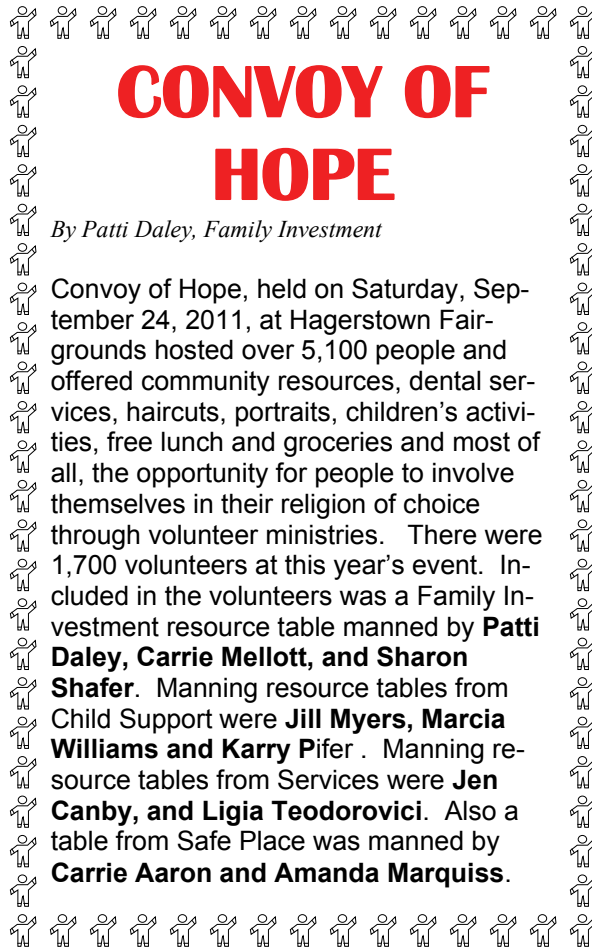 CONVOY OF
HOPE
By Patti Daley, Family Investment
Convoy of Hope, held on Saturday, Sep-
tember 24, 2011, at Hagerstown Fair-
grounds hosted over 5,100 people and
offered community resources, dental ser-
vices, haircuts, portraits, children’s activi-
ties, free lunch and groceries and most of
all, the opportunity for people to involve
themselves in their religion of choice
through volunteer ministries.   There were
1,700 volunteers at this year’s event.  In-
cluded in the volunteers was a Family In-
vestment resource table manned by Patti
Daley, Carrie Mellott, and Sharon
Shafer.  Manning resource tables from
Child Support were Jill Myers, Marcia
Williams and Karry Pifer .  Manning re-
source tables from Services were Jen
Canby, and Ligia Teodorovici.  Also a
table from Safe Place was manned by
Carrie Aaron and Amanda Marquiss.